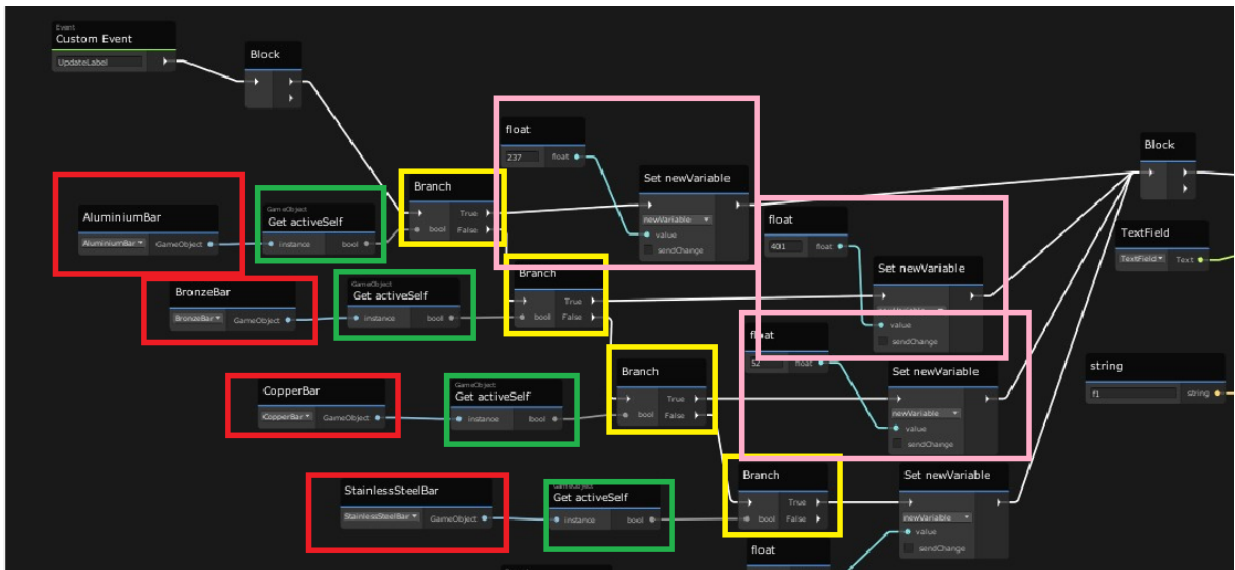 Event
Custom Event
UpdateLabel
Block
float
237 float
Set newVariable
newVariable
value
sendChange
Branch
True
bool False
GameObject
Get activeSelf
instance bool
AluminiumBar
AluminiumBar GameObject
Block
float
401 float
TextField
TextField Text
Set newVariable
newVariable
value
sendChange
Branch
True
bool False
GameObject
Get activeSelf
instance bool
BronzeBar
BronzeBar GameObject
float
52 float
Set newVariable
newVariable
value
sendChange
string
f1 string
Branch
True
bool False
GameObject
Get activeSelf
instance bool
CopperBar
CopperBar GameObject
Branch
True
bool False
Set newVariable
newVariable
value
sendChange
GameObject
Get activeSelf
instance bool
StainlessSteelBar
StainlessSteelBar GameObject
float
float